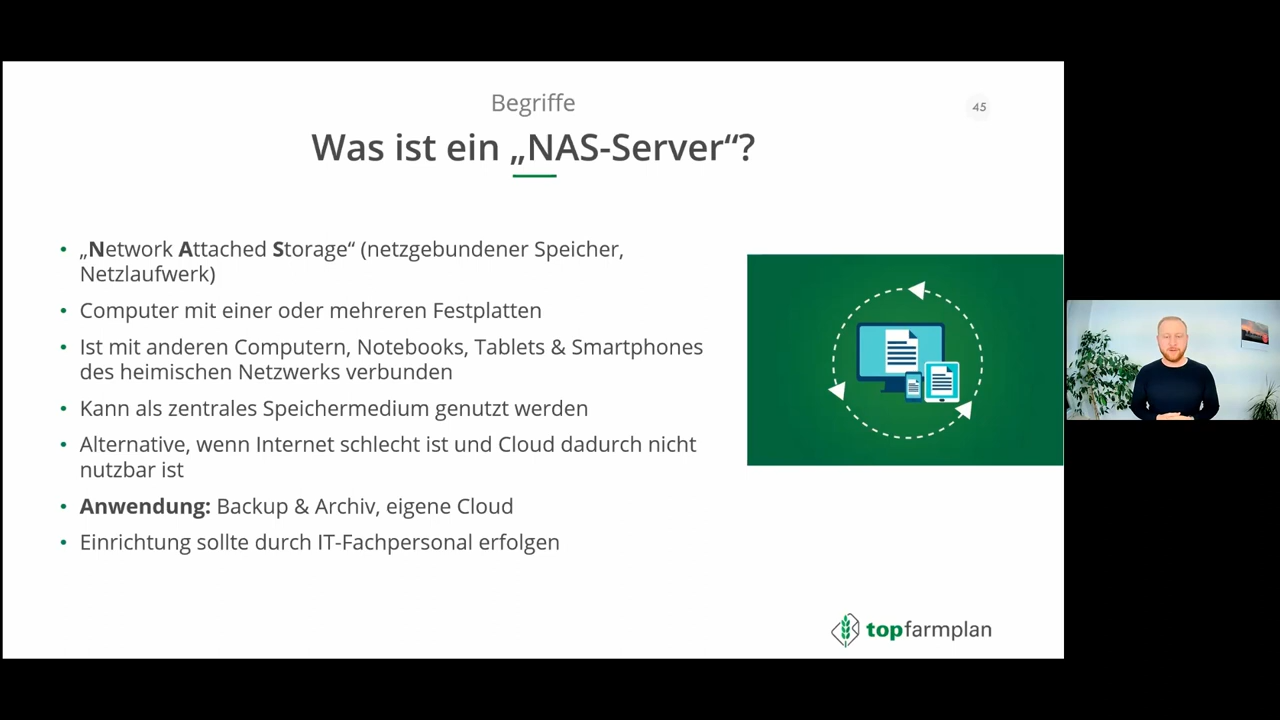 Begriffe
45
Was ist ein „NAS-Server“?
• „Network Attached Storage“ (netzgebundener Speicher,
Netzlaufwerk)
• Computer mit einer oder mehreren Festplatten
• Ist mit anderen Computern, Notebooks, Tablets & Smartphones
des heimischen Netzwerks verbunden
• Kann als zentrales Speichermedium genutzt werden
• Alternative, wenn Internet schlecht ist und Cloud dadurch nicht
nutzbar ist
• Anwendung: Backup & Archiv, eigene Cloud
• Einrichtung sollte durch IT-Fachpersonal erfolgen
topfarmplan